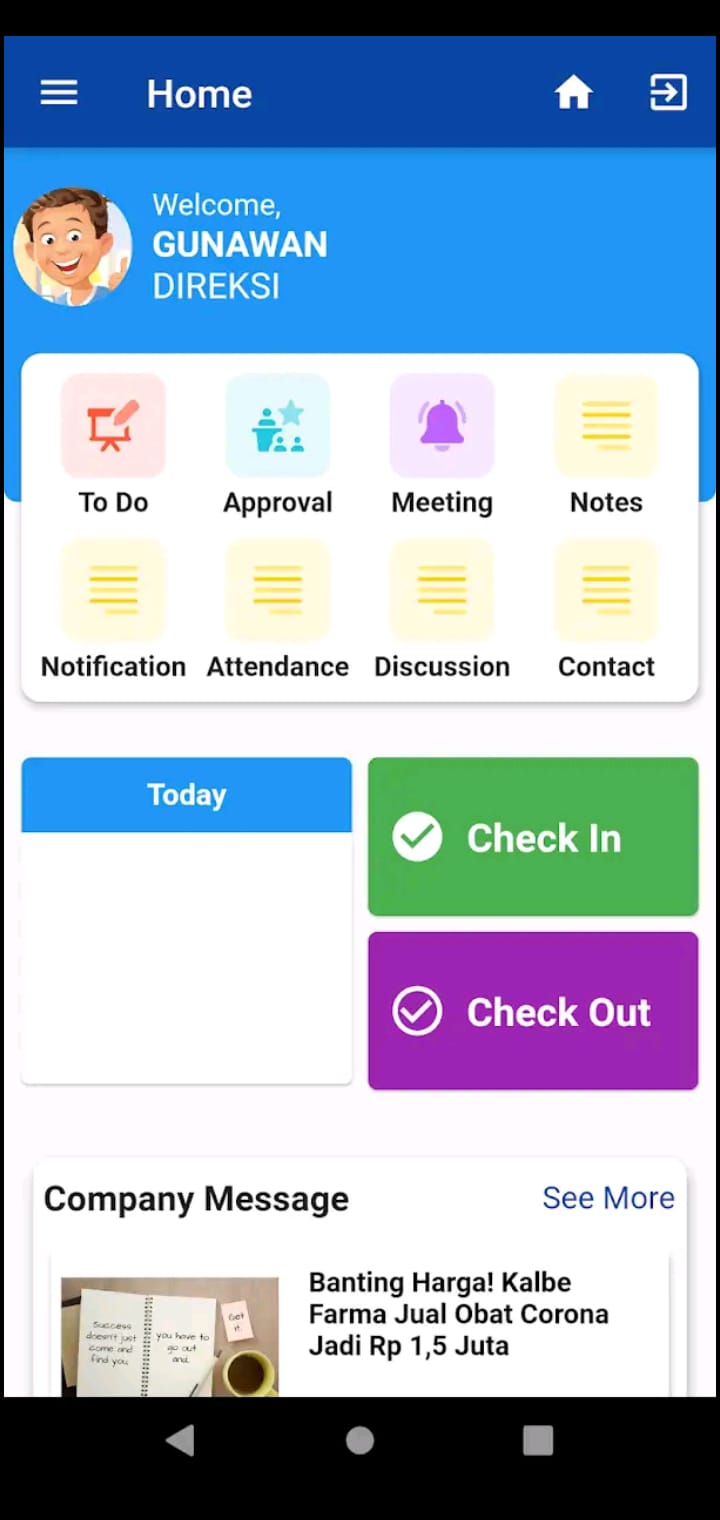 Home
Welcome,
GUNAWAN
DIREKSI
To Do
Approval
Meeting
Notes
Notification
Attendance
Discussion
Contact
Today
Check In
Check Out
Company Message
See More
Banting Harga! Kalbe
Farma Jual Obat Corona
Jadi Rp 1,5 Juta
Success
doesn't just
come and
find you,
you have to
go out
and
Get
it.